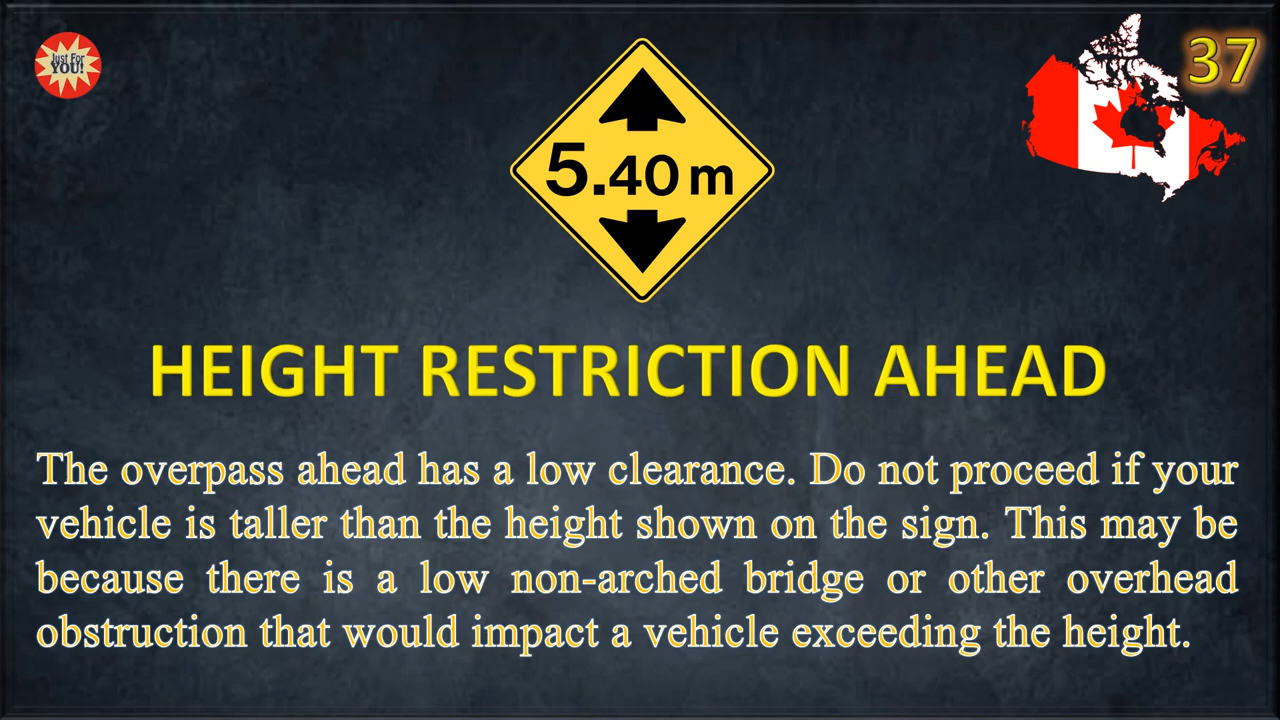 Just For
YOU!
37
5.40 m
HEIGHT RESTRICTION AHEAD
The overpass ahead has a low clearance. Do not proceed if your
vehicle is taller than the height shown on the sign. This may be
because there is a low non-arched bridge or other overhead
obstruction that would impact a vehicle exceeding the height.